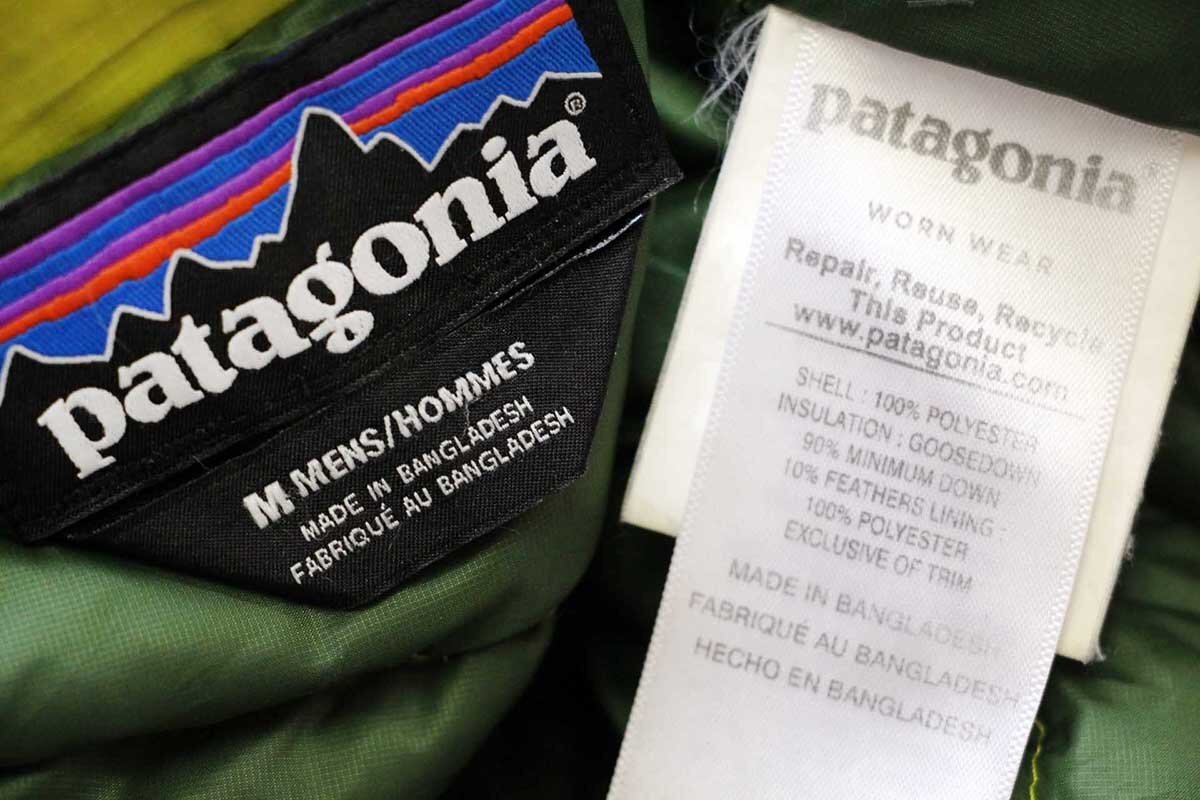 patagonia®
M MENS/HOMMES
MADE IN BANGLADESH
FABRIQUÉ AU BANGLADESH
patagonia®
WORN WEAR
Repair, Reuse, Recycle
This Product
www.patagonia.com
SHELL : 100% POLYESTER
INSULATION : GOOSEDOWN
90% MINIMUM DOWN
10% FEATHERS LINING :
100% POLYESTER
EXCLUSIVE OF TRIM
MADE IN BANGLADESH
FABRIQUÉ AU BANGLADESH
HECHO EN BANGLADESH